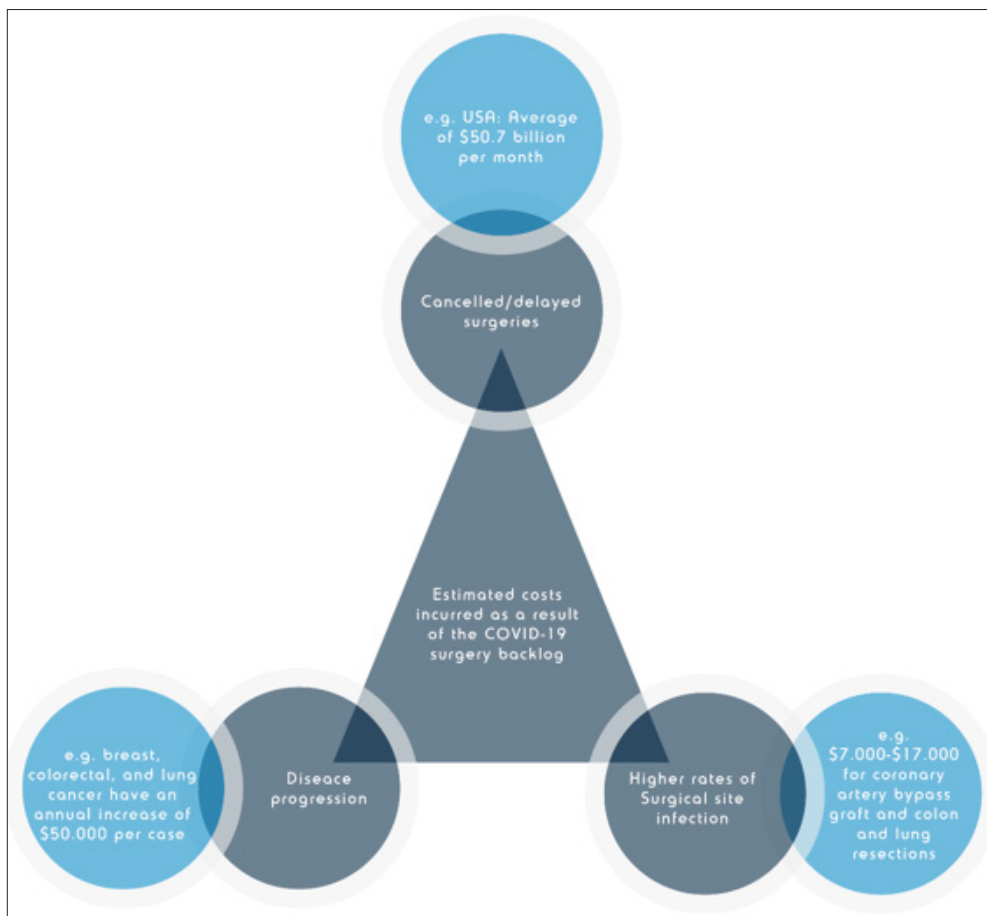 e.g. USA: Average
of $50.7 billion
per month
Cancelled/delayed
surgeries
Estimated costs
incurred as a result
of the COVID-19
surgery backlog
e.g. breast,
colorectal, and lung
cancer have an
annual increase of
$50.000 per case
Diseace
progression
Higher rates of
Surgical site
infection
e.g.
$7.000-$17.000
for coronary
artery bypass
graft and colon
and lung
resections